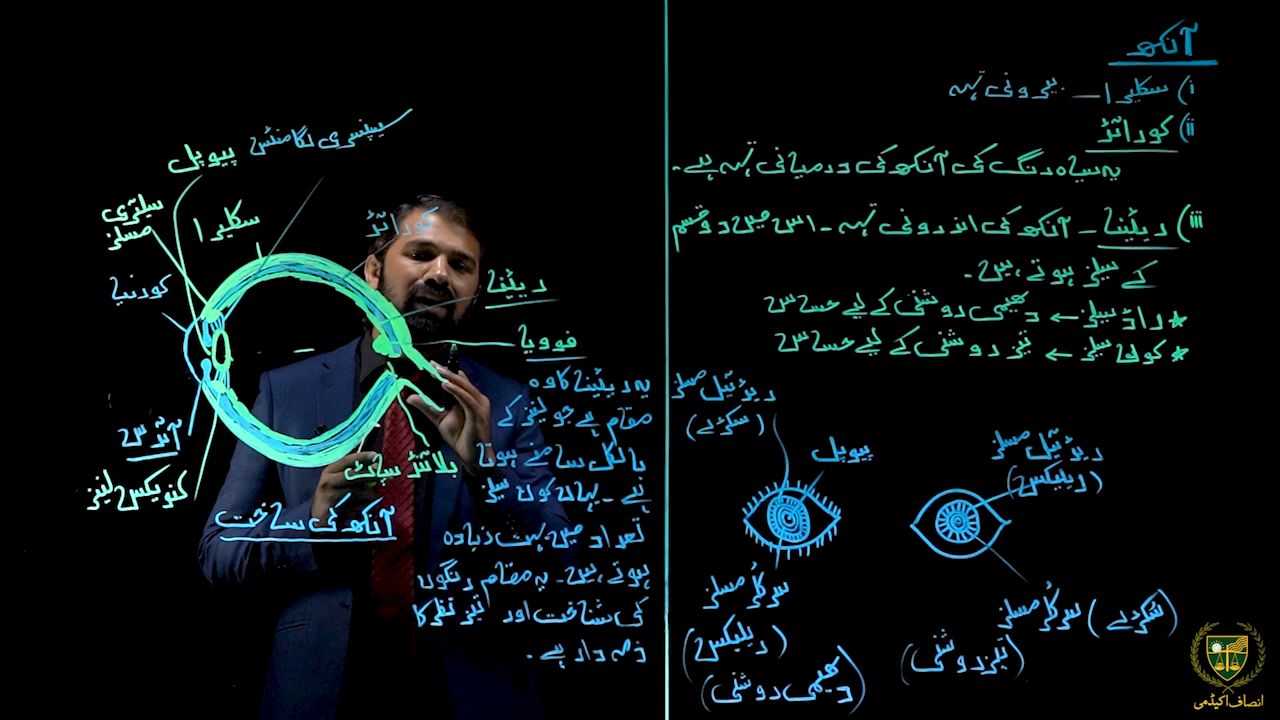 آنکھ
(i سکلیرا – بیرونی تہہ
(ii کورائڈ
یہ سیاہ رنگ کی آنکھ کی درمیانی تہہ ہے۔
(iii ریٹینا – آنکھ کی اندرونی تہہ۔ اس میں دو قسم
کے سیلز ہوتے ہیں۔
* راڈ سیلز ← دھیمی روشنی کے لیے حساس
* کون سیلز ← تیز روشنی کے لیے حساس
ریڈیئل مسلز
(سکڑے)
پیوپل
سرکلر مسلز
(ریلیکس)
(دھیمی روشنی)
ریڈیئل مسلز
(ریلیکس)
سرکلر مسلز (سکڑے)
(تیز روشنی)
سپنسری لگامنٹس
پیوپل
سیلئری
مسلز
سکلیرا
کورائڈ
کورنیا
ریٹینا
فوویا
آئرس
کنویکس لینز
بلائنڈ سپاٹ
آنکھ کی ساخت
یہ ریٹینا کا وہ
مقام ہے جو لینز کے
بالکل سامنے ہوتا
ہے۔ یہاں کون سیلز
تعداد میں بہت زیادہ
ہوتے ہیں۔ یہ مقام رنگوں
کی شناخت اور تیز نظر کا
ذمہ دار ہے۔
انصاف اکیڈمی